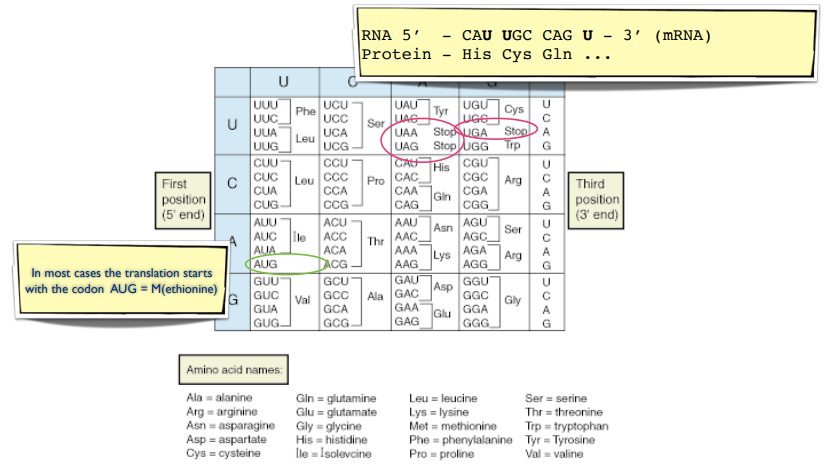 RNA 5’ - CAU UGC CAG U - 3’ (mRNA)
Protein - His Cys Gln ...
U
UUU UUC Phe UCU UCC UCA UCG Ser UAU UAC Tyr UGU UGC Cys U C
U UUA UUG Leu UAA Stop UAG Stop UGA Stop UGG Trp A G
CUU CUC CUA CUG Leu CCU CCC CCA CCG Pro CAU CAC His CGU CGC CGA CGG Arg U C
C CAA CAG Gln A G
First position (5' end)
Third position (3' end)
AUU AUC AUA Ile ACU ACC ACA ACG Thr AAU AAC Asn AGU AGC Ser U C
A AUG AAA AAG Lys AGA AGG Arg A G
In most cases the translation starts
with the codon AUG = M(ethionine)
GUU GUC GUA GUG Val GCU GCC GCA GCG Ala GAU GAC Asp GGU GGC GGA GGG Gly U C
G GAA GAG Glu A G
Amino acid names:
Ala = alanine Gln = glutamine Leu = leucine Ser = serine
Arg = arginine Glu = glutamate Lys = lysine Thr = threonine
Asn = asparagine Gly = glycine Met = methionine Trp = tryptophan
Asp = aspartate His = histidine Phe = phenylalanine Tyr = Tyrosine
Cys = cysteine Ile = Isolevcine Pro = proline Val = valine